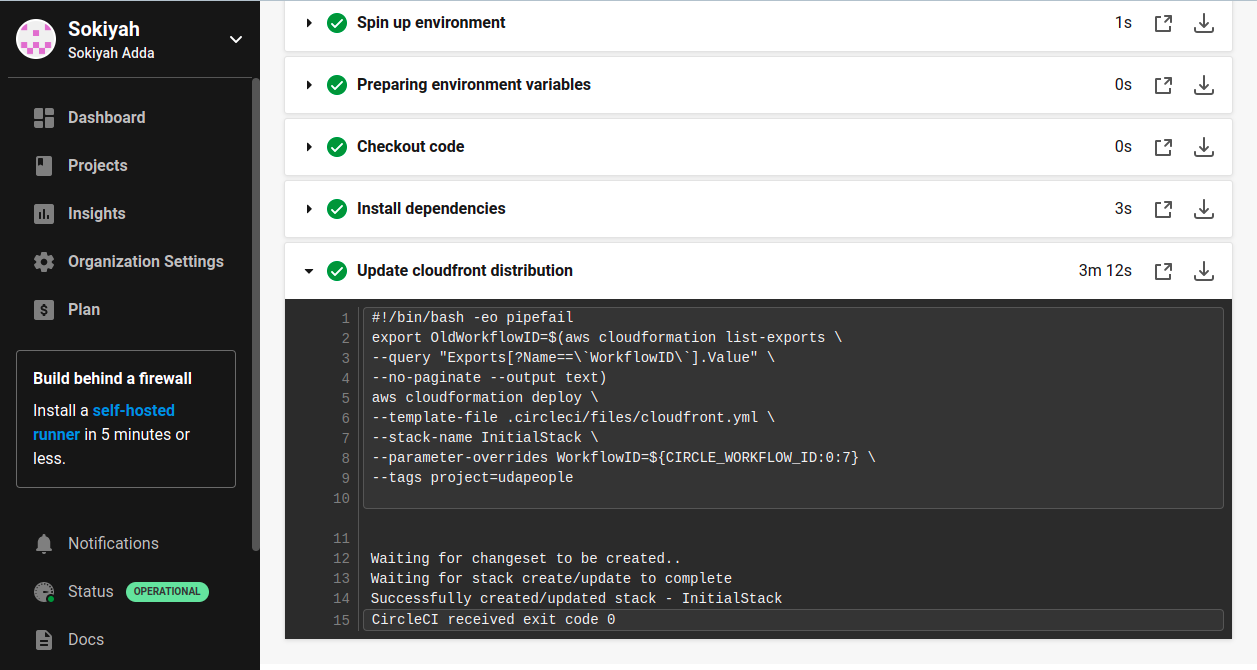 Sokiyah
Sokiyah Adda
Dashboard
Projects
Insights
Organization Settings
Plan
Build behind a firewall
Install a self-hosted
runner in 5 minutes or
less.
Notifications
Status OPERATIONAL
Docs
Spin up environment 1s
Preparing environment variables 0s
Checkout code 0s
Install dependencies 3s
Update cloudfront distribution 3m 12s
1 #!/bin/bash -eo pipefail
2 export OldWorkflowID=$(aws cloudformation list-exports \
3 --query "Exports[?Name==\`WorkflowID\`].Value" \
4 --no-paginate --output text)
5 aws cloudformation deploy \
6 --template-file .circleci/files/cloudfront.yml \
7 --stack-name InitialStack \
8 --parameter-overrides WorkflowID=${CIRCLE_WORKFLOW_ID:0:7} \
9 --tags project=udapeople
10
11
12 Waiting for changeset to be created..
13 Waiting for stack create/update to complete
14 Successfully created/updated stack - InitialStack
15 CircleCI received exit code 0